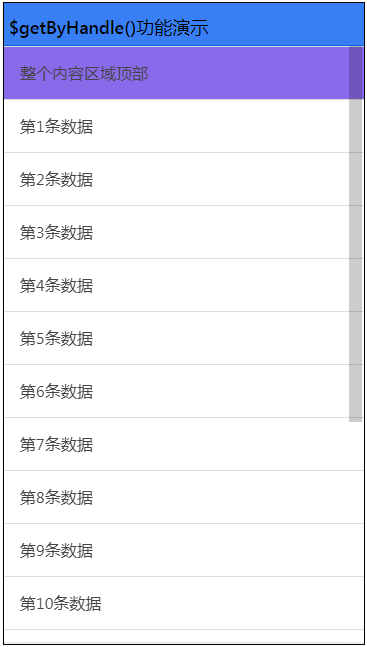 $getByHandle()功能演示
整个内容区域顶部
第1条数据
第2条数据
第3条数据
第4条数据
第5条数据
第6条数据
第7条数据
第8条数据
第9条数据
第10条数据